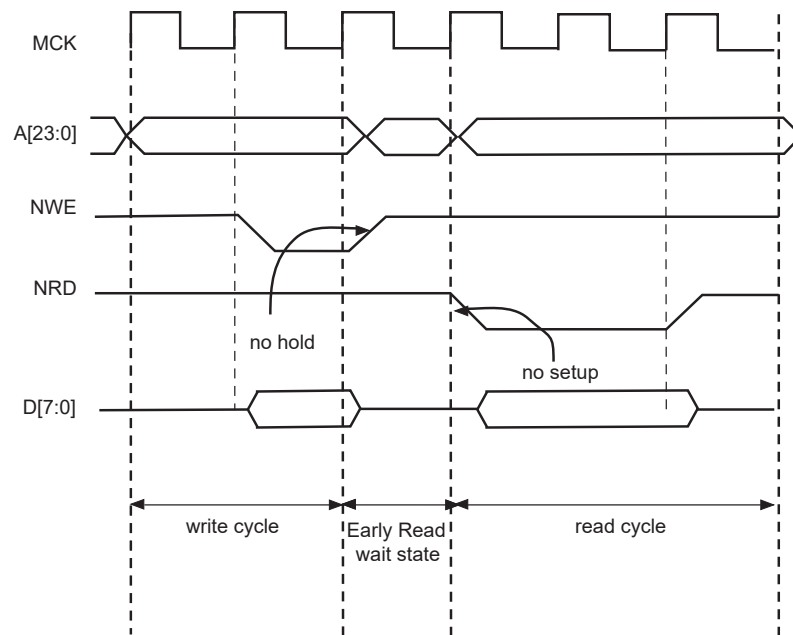 MCK
A[23:0]
NWE
NRD
no hold
no setup
D[7:0]
write cycle
Early Read
wait state
read cycle